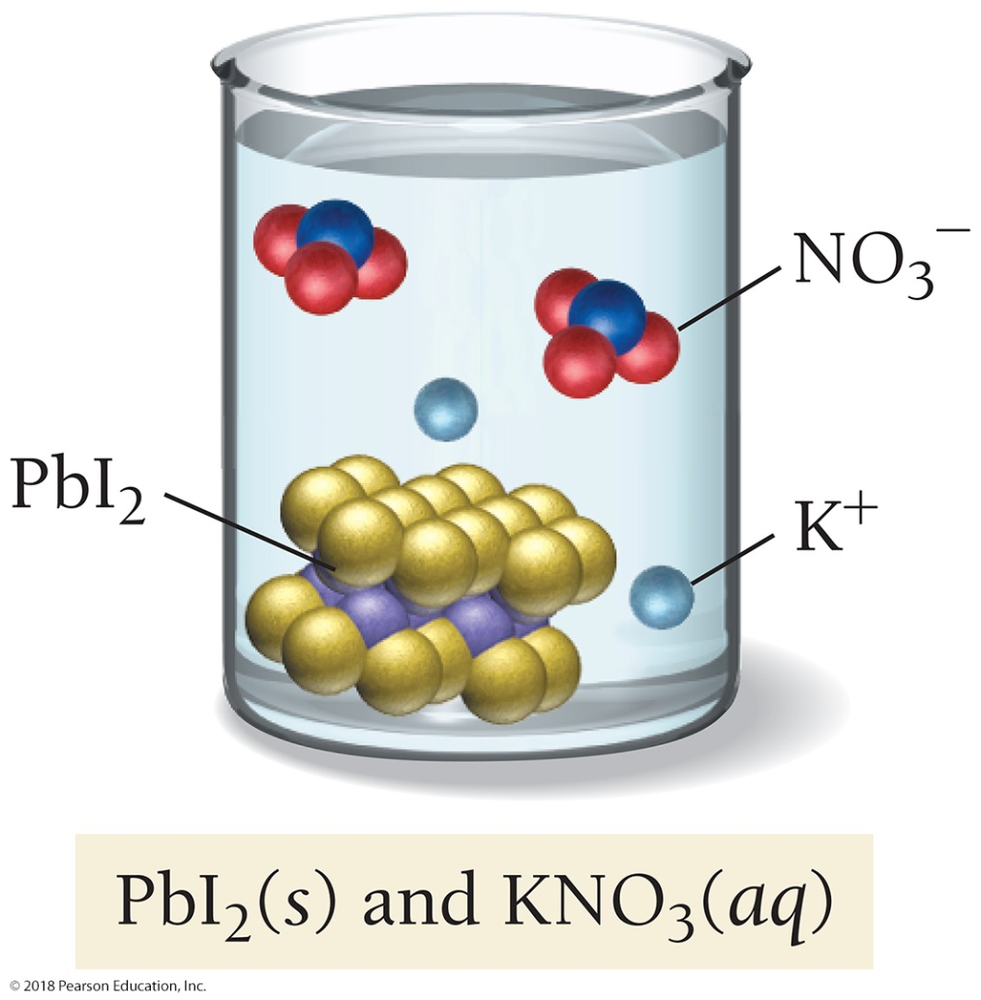 NO₃⁻
PbI₂
K⁺
PbI₂(s) and KNO₃(aq)
© 2018 Pearson Education, Inc.